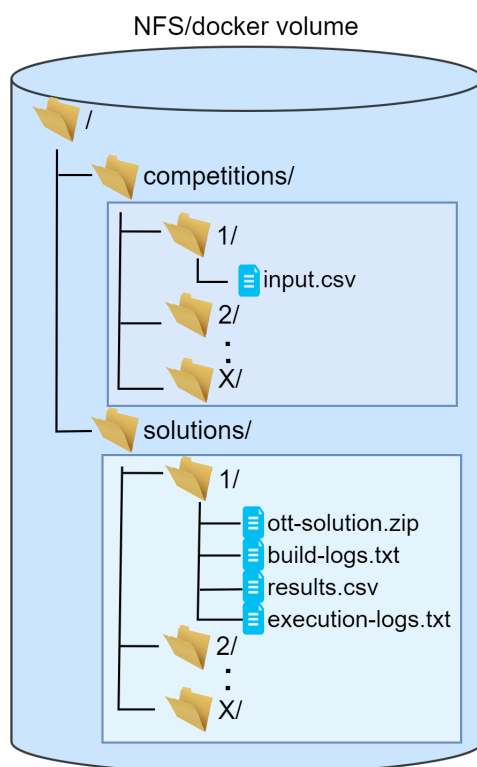 NFS/docker volume
/
competitions/
1/
input.csv
2/
:
X/
solutions/
1/
ott-solution.zip
build-logs.txt
results.csv
execution-logs.txt
2/
:
X/